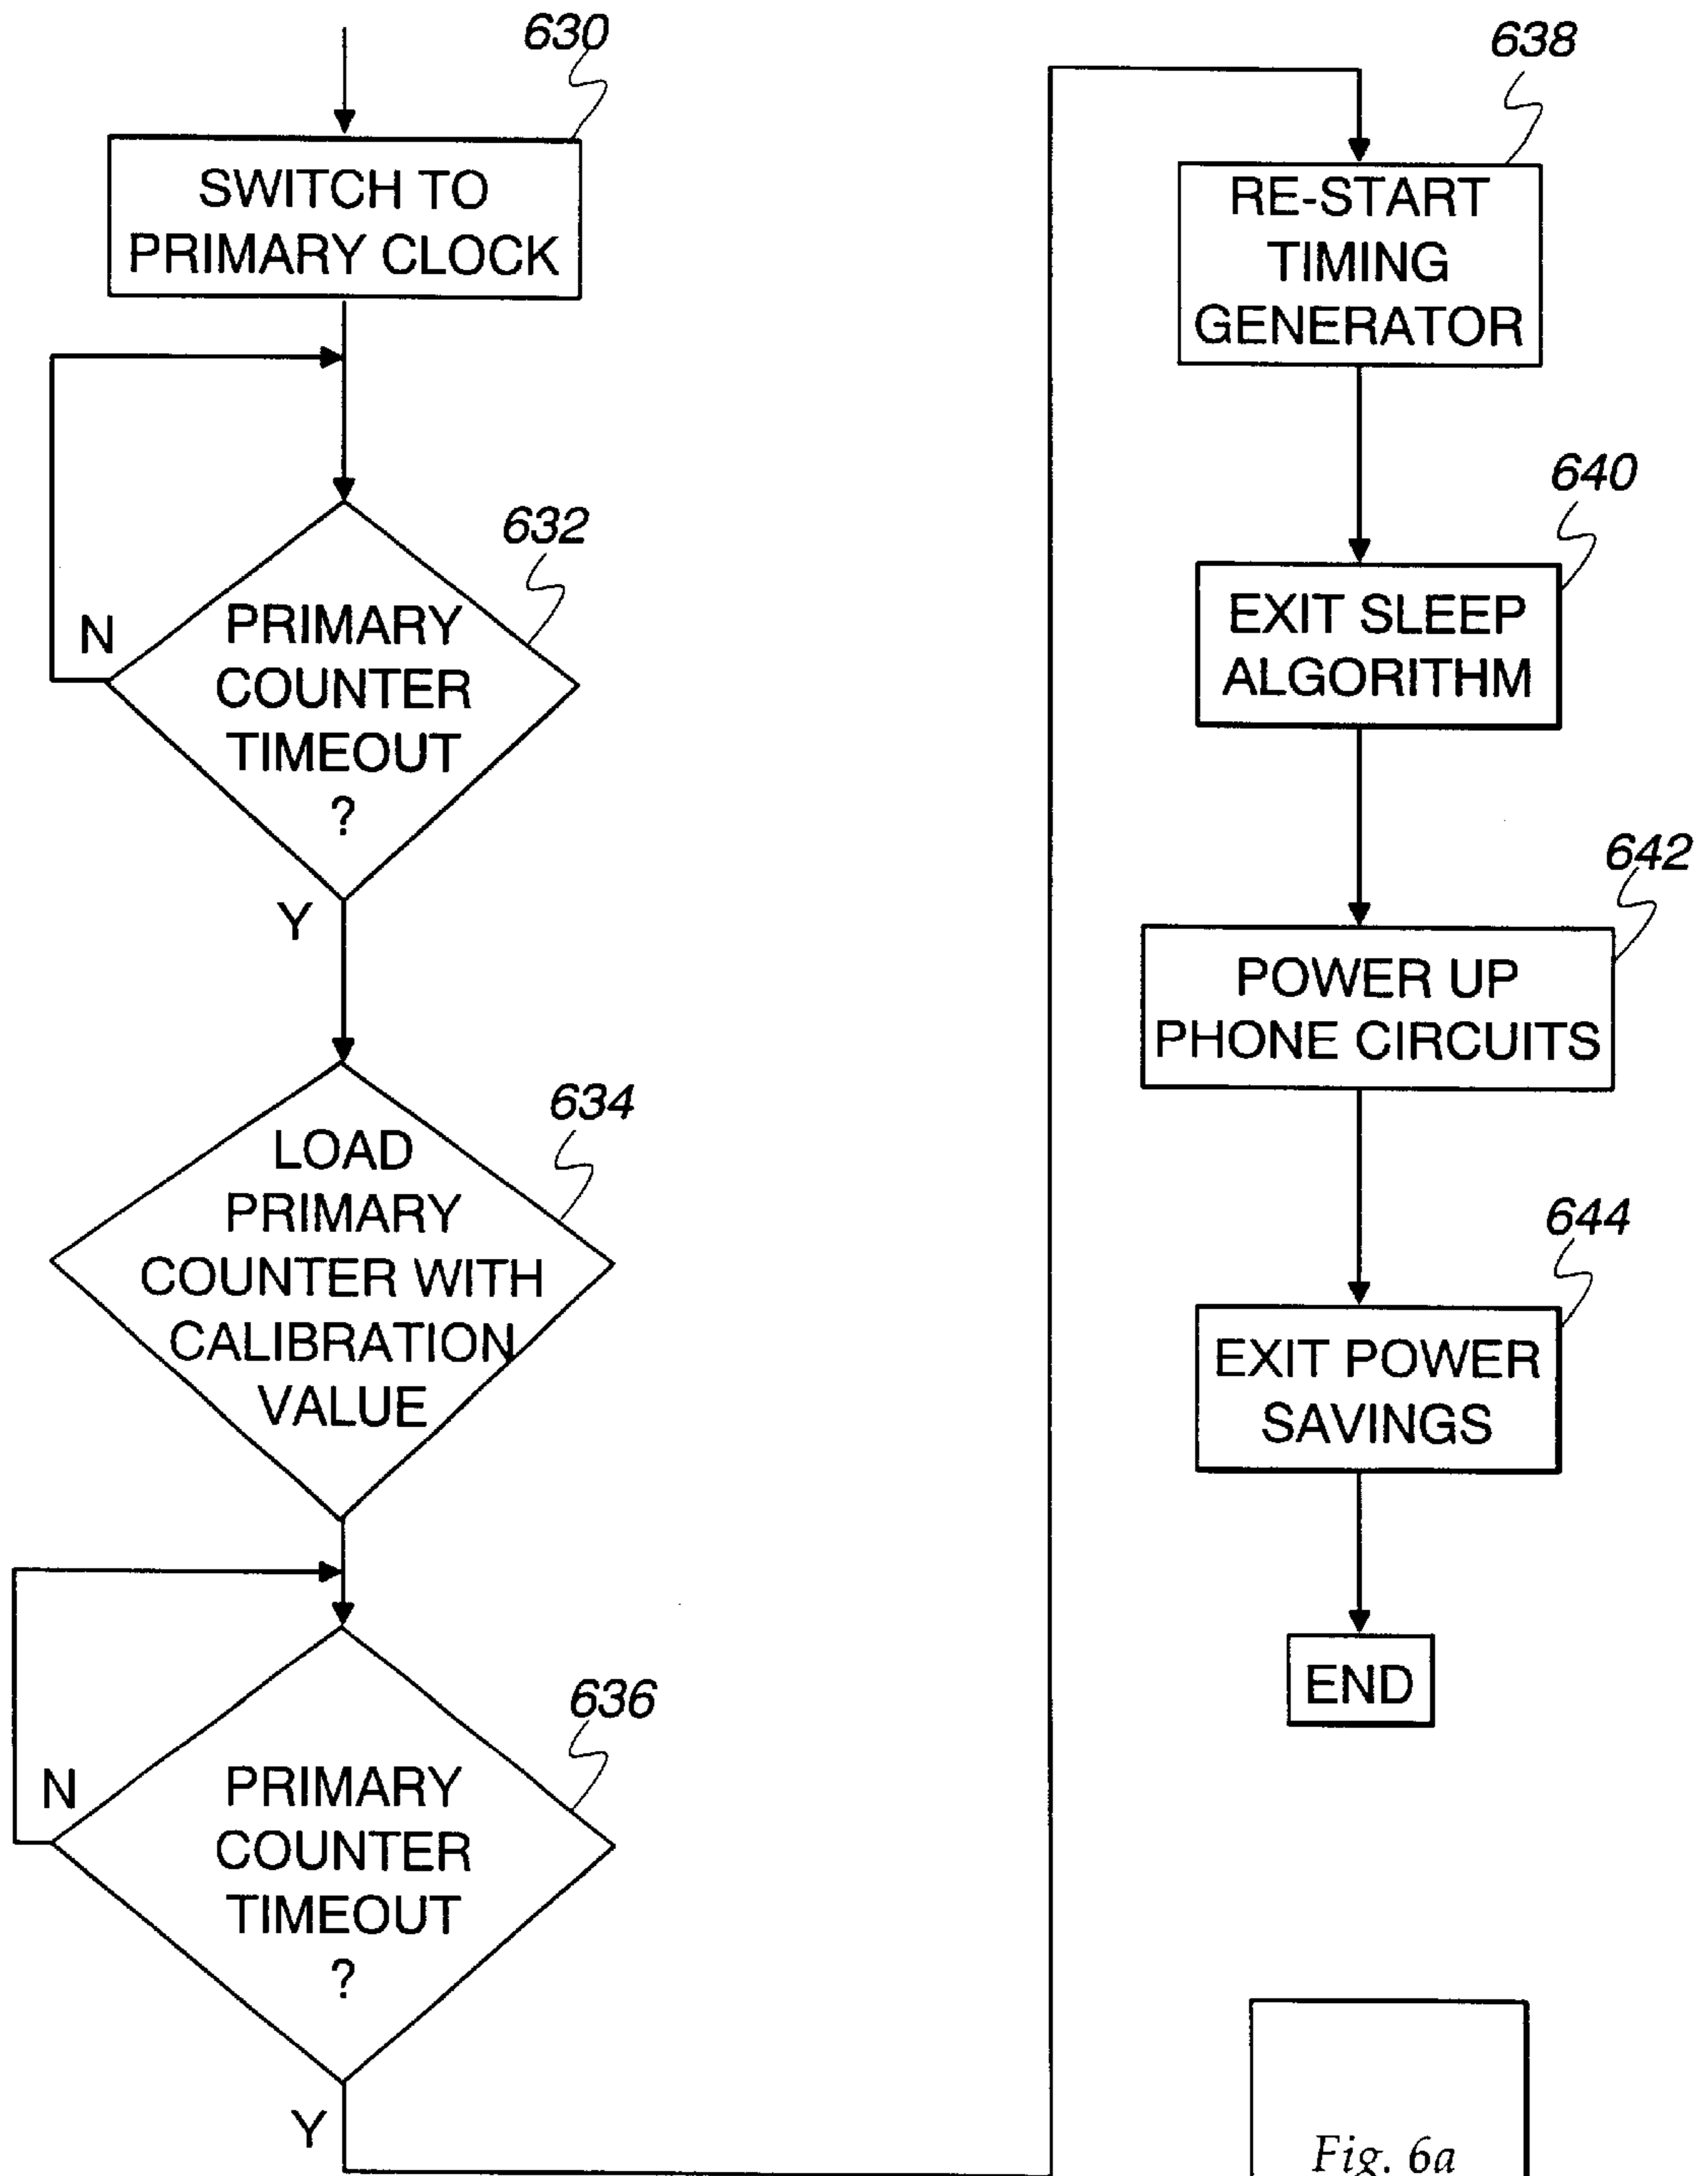 630
SWITCH TO
PRIMARY CLOCK
632
N
PRIMARY
COUNTER
TIMEOUT
?
Y
634
LOAD
PRIMARY
COUNTER WITH
CALIBRATION
VALUE
636
N
PRIMARY
COUNTER
TIMEOUT
?
Y
638
RE-START
TIMING
GENERATOR
640
EXIT SLEEP
ALGORITHM
642
POWER UP
PHONE CIRCUITS
644
EXIT POWER
SAVINGS
END
Fig. 6a